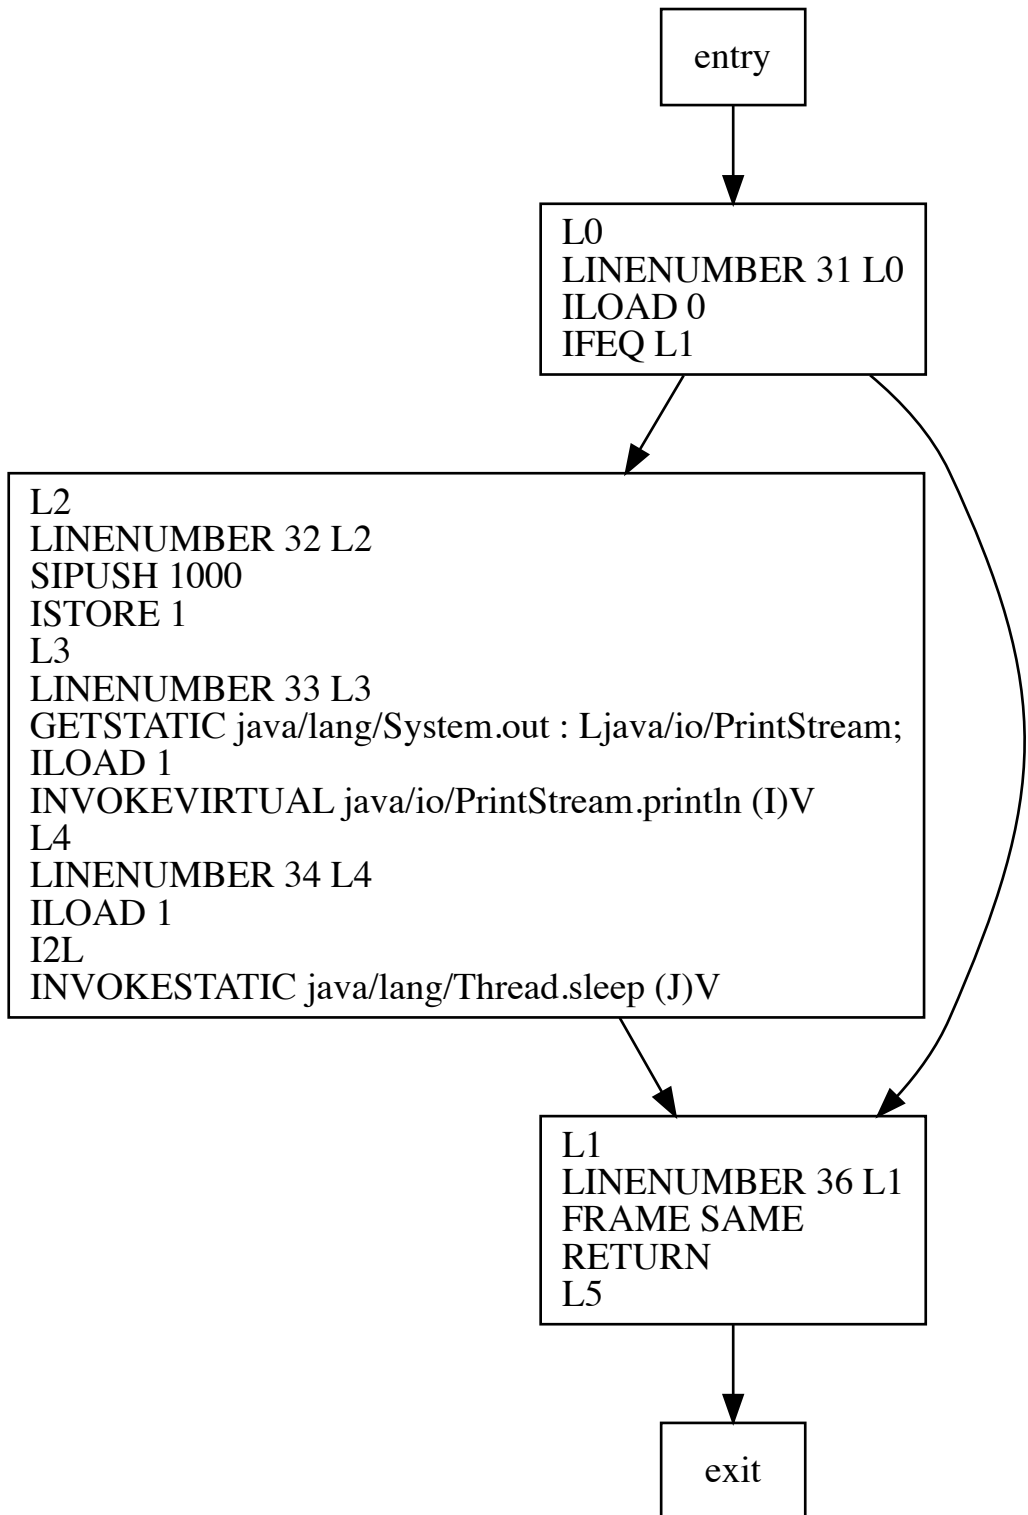 entry
L0
LINENUMBER 31 L0
ILOAD 0
IFEQ L1
L2
LINENUMBER 32 L2
SIPUSH 1000
ISTORE 1
L3
LINENUMBER 33 L3
GETSTATIC java/lang/System.out : Ljava/io/PrintStream;
ILOAD 1
INVOKEVIRTUAL java/io/PrintStream.println (I)V
L4
LINENUMBER 34 L4
ILOAD 1
I2L
INVOKESTATIC java/lang/Thread.sleep (J)V
L1
LINENUMBER 36 L1
FRAME SAME
RETURN
L5
exit